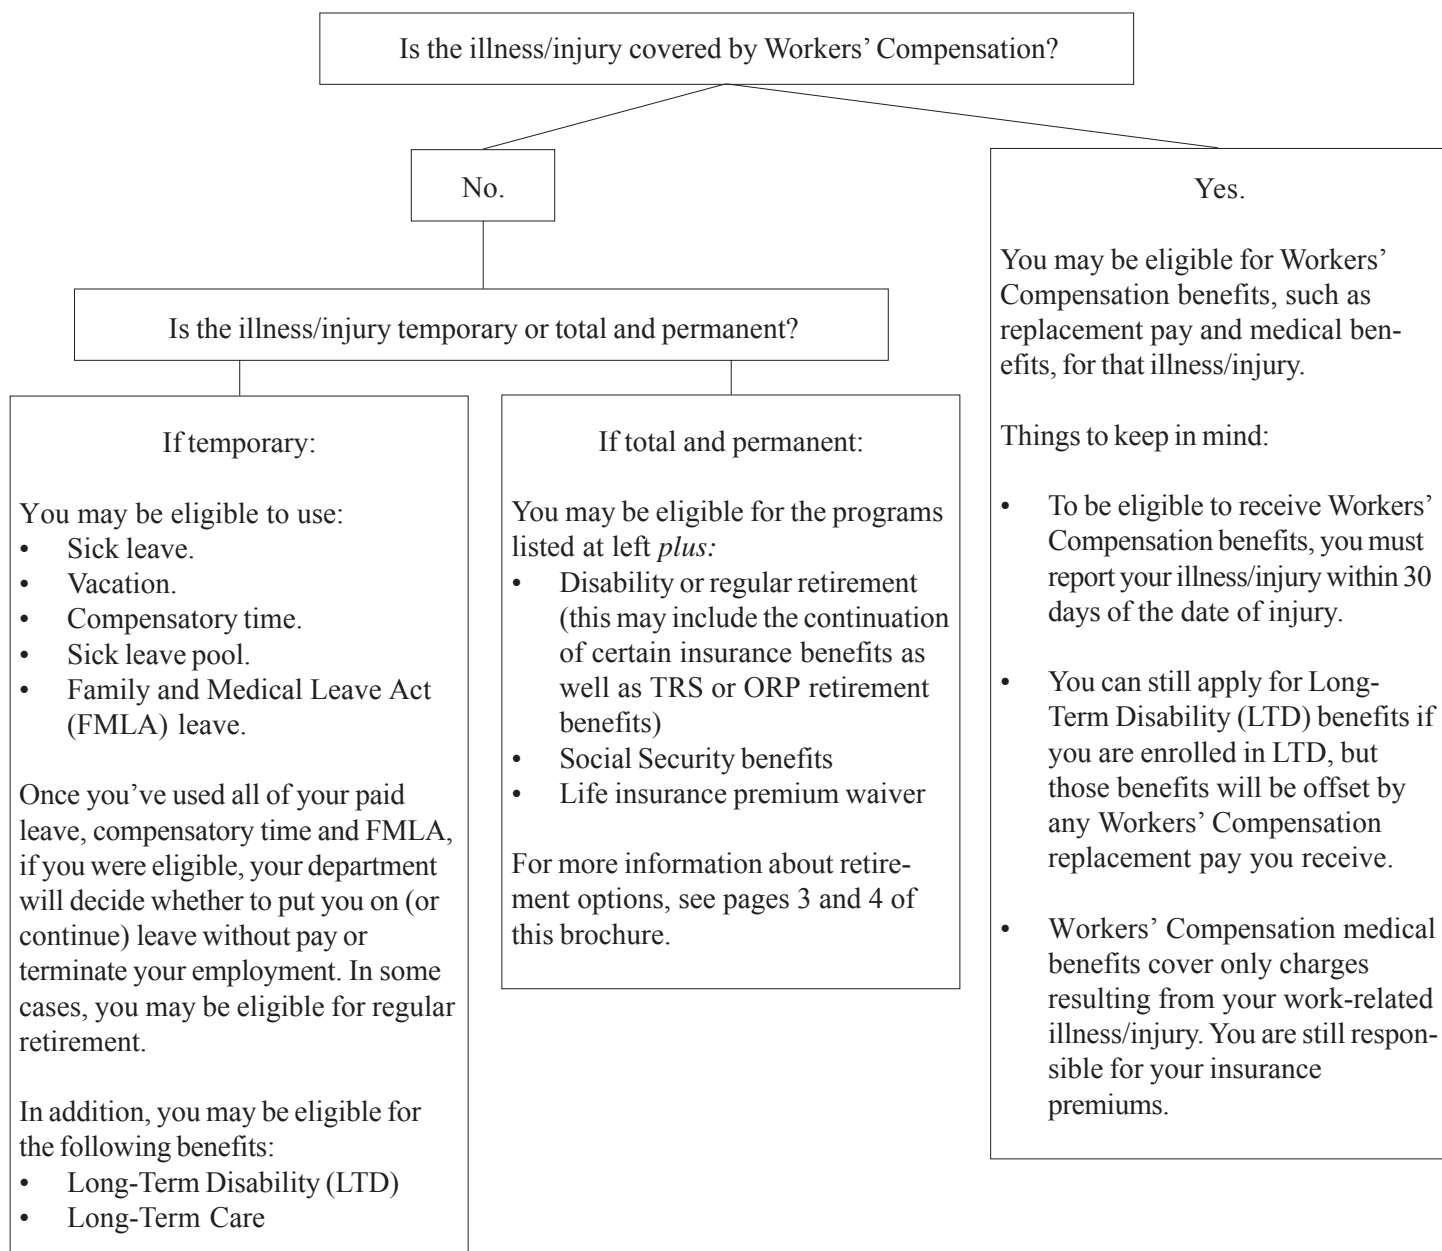 Is the illness/injury covered by Workers’ Compensation?
No.
Is the illness/injury temporary or total and permanent?
If temporary:
You may be eligible to use:
• Sick leave.
• Vacation.
• Compensatory time.
• Sick leave pool.
• Family and Medical Leave Act
(FMLA) leave.
Once you’ve used all of your paid
leave, compensatory time and FMLA,
if you were eligible, your department
will decide whether to put you on (or
continue) leave without pay or
terminate your employment. In some
cases, you may be eligible for regular
retirement.
In addition, you may be eligible for
the following benefits:
• Long-Term Disability (LTD)
• Long-Term Care
If total and permanent:
You may be eligible for the programs
listed at left plus:
• Disability or regular retirement
(this may include the continuation
of certain insurance benefits as
well as TRS or ORP retirement
benefits)
• Social Security benefits
• Life insurance premium waiver
For more information about retire-
ment options, see pages 3 and 4 of
this brochure.
Yes.
You may be eligible for Workers’
Compensation benefits, such as
replacement pay and medical ben-
efits, for that illness/injury.
Things to keep in mind:
• To be eligible to receive Workers’
Compensation benefits, you must
report your illness/injury within 30
days of the date of injury.
• You can still apply for Long-
Term Disability (LTD) benefits if
you are enrolled in LTD, but
those benefits will be offset by
any Workers’ Compensation
replacement pay you receive.
• Workers’ Compensation medical
benefits cover only charges
resulting from your work-related
illness/injury. You are still respon-
sible for your insurance
premiums.